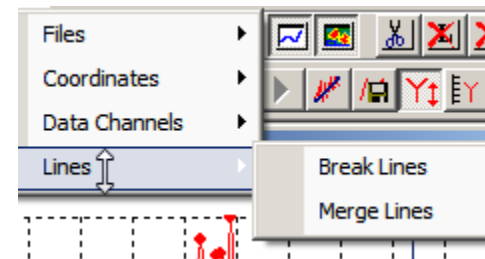 Files
Coordinates
Data Channels
Lines
Break Lines
Merge Lines